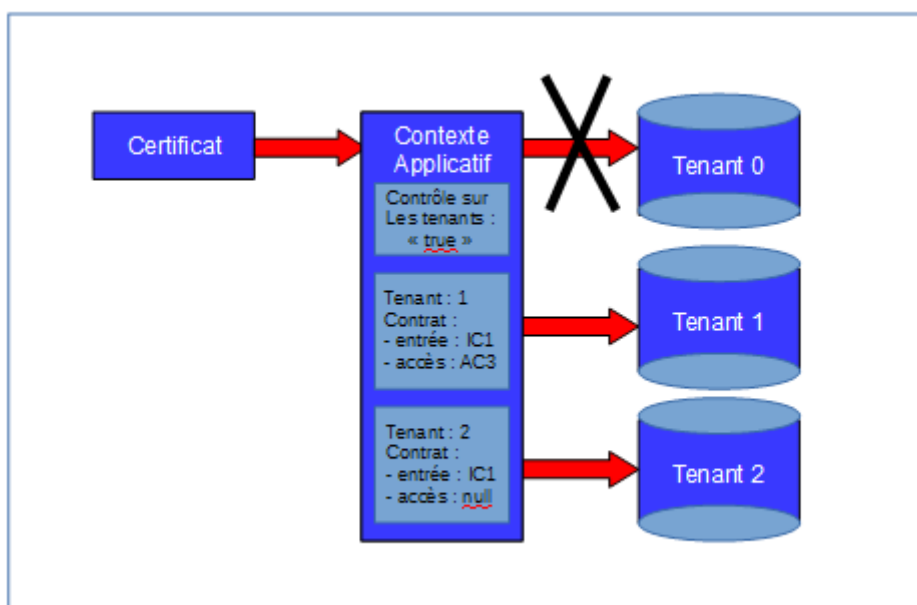 Certificat
Contexte
Applicatif
Contrôle sur
Les tenants :
« true »
Tenant : 1
Contrat :
- entrée : IC1
- accès : AC3
Tenant : 2
Contrat :
- entrée : IC1
- accès : null
Tenant 0
Tenant 1
Tenant 2